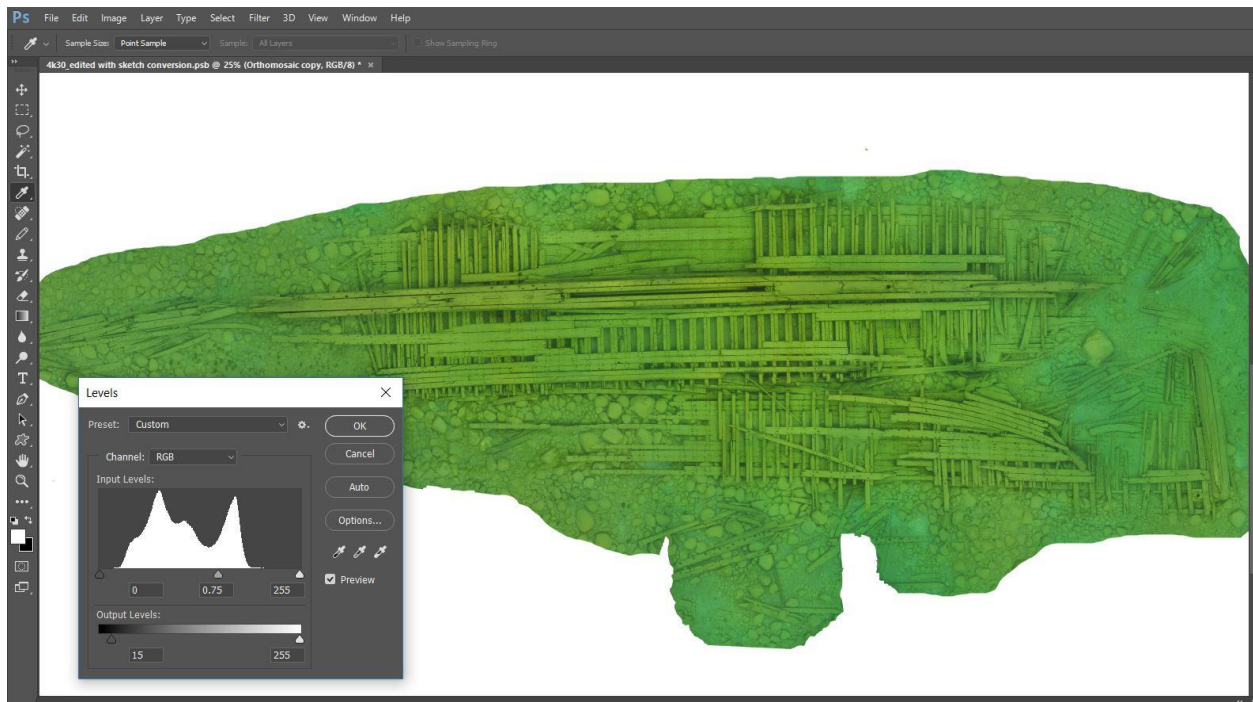 Ps File Edit Image Layer Type Select Filter 3D View Window Help
Sample Size: Point Sample Sample: All Layers Show Sampling Ring
4k30_edited with sketch conversion.psb @ 25% (Orthomosaic copy, RGB/8) * ×
Levels
Preset: Custom
OK
Channel: RGB
Cancel
Input Levels:
Auto
Options...
Preview
0 0.75 255
Output Levels:
15 255